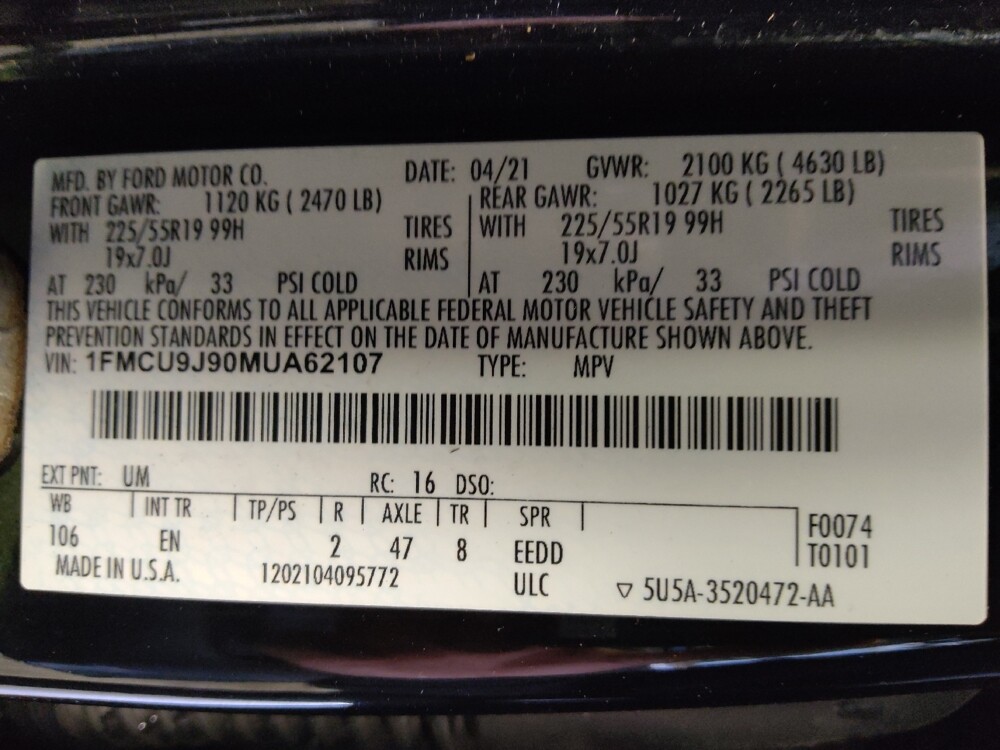 MFD. BY FORD MOTOR CO. DATE: 04/21 GVWR: 2100 KG ( 4630 LB)
FRONT GAWR: 1120 KG ( 2470 LB) REAR GAWR: 1027 KG ( 2265 LB)
WITH 225/55R19 99H TIRES WITH 225/55R19 99H TIRES
19x7.0J RIMS 19x7.0J RIMS
AT 230 kPa/ 33 PSI COLD AT 230 kPa/ 33 PSI COLD
THIS VEHICLE CONFORMS TO ALL APPLICABLE FEDERAL MOTOR VEHICLE SAFETY AND THEFT
PREVENTION STANDARDS IN EFFECT ON THE DATE OF MANUFACTURE SHOWN ABOVE.
VIN: 1FMCU9J90MUA62107 TYPE: MPV
EXT PNT: UM RC: 16 DSO:
WB INT TR TP/PS R AXLE TR SPR F0074
106 EN 2 47 8 EEDD T0101
MADE IN U.S.A. 1202104095772 ULC ▽ 5U5A-3520472-AA